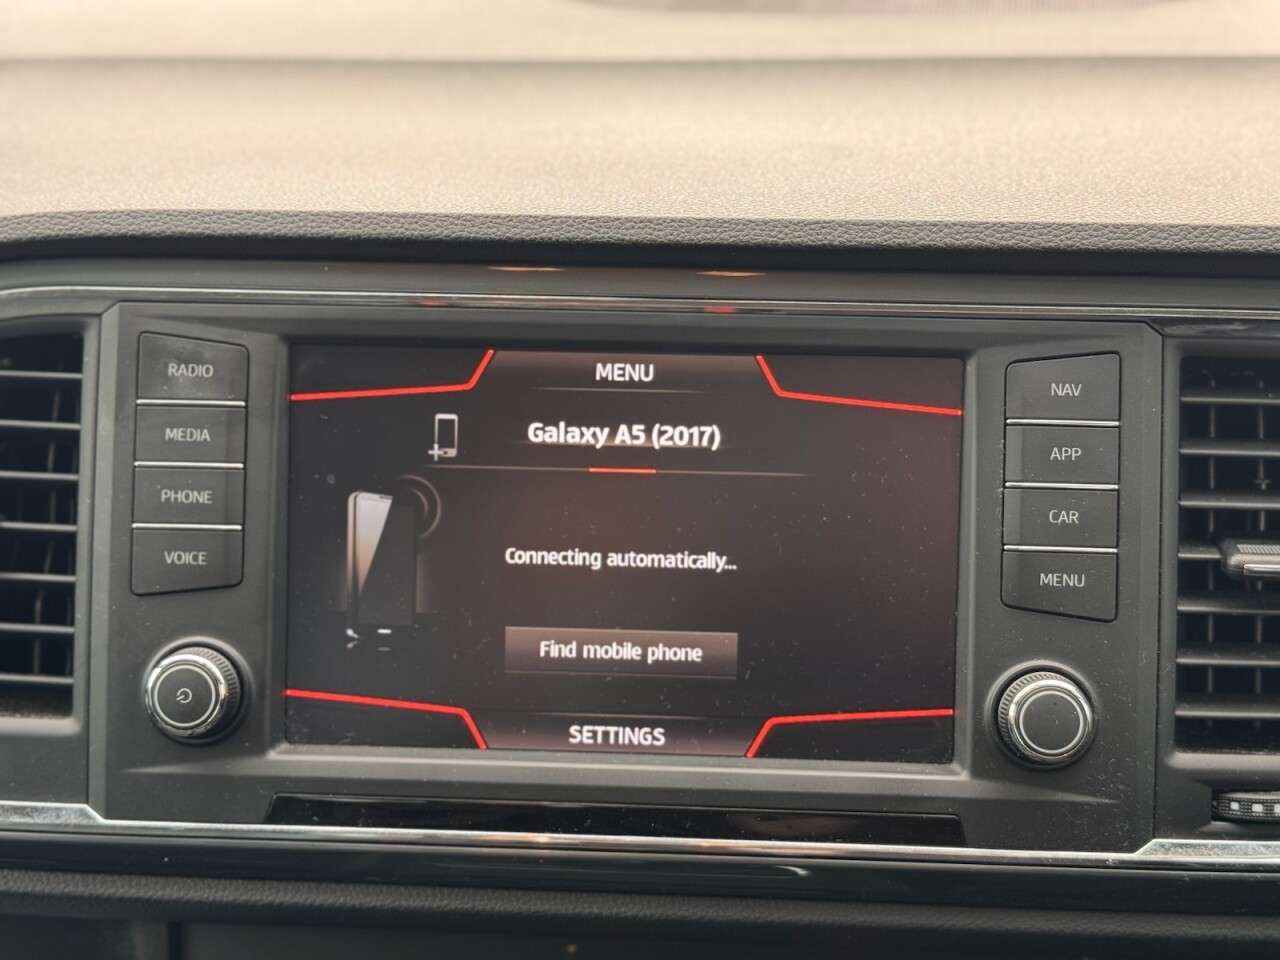 RADIO
MEDIA
PHONE
VOICE
MENU
Galaxy A5 (2017)
Connecting automatically...
Find mobile phone
SETTINGS
NAV
APP
CAR
MENU